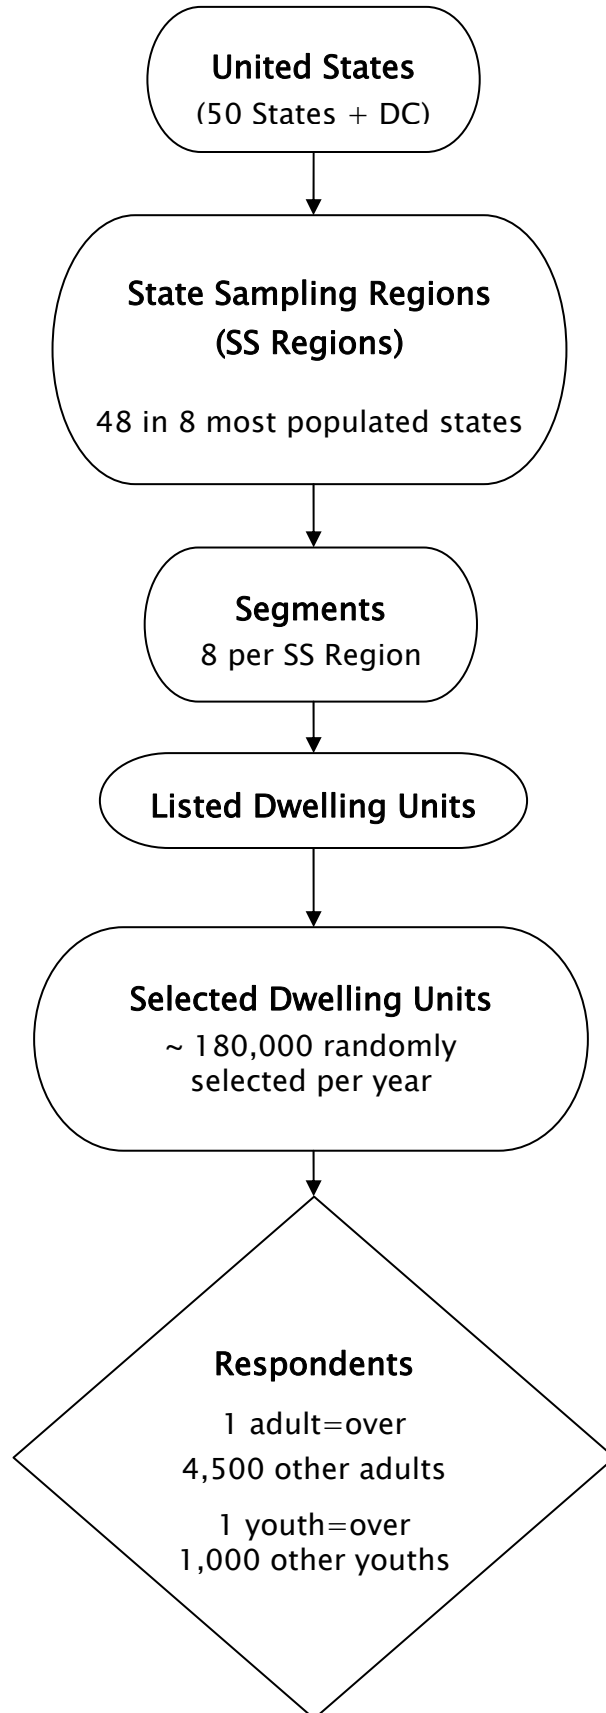 United States
(50 States + DC)
State Sampling Regions
(SS Regions)
48 in 8 most populated states
Segments
8 per SS Region
Listed Dwelling Units
Selected Dwelling Units
~ 180,000 randomly
selected per year
Respondents
1 adult=over
4,500 other adults
1 youth=over
1,000 other youths